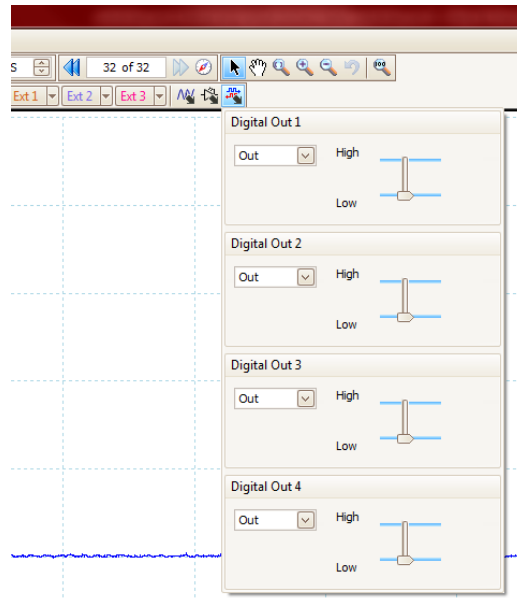 S 32 of 32
Ext 1 Ext 2 Ext 3
Digital Out 1
Out High
Low
Digital Out 2
Out High
Low
Digital Out 3
Out High
Low
Digital Out 4
Out High
Low